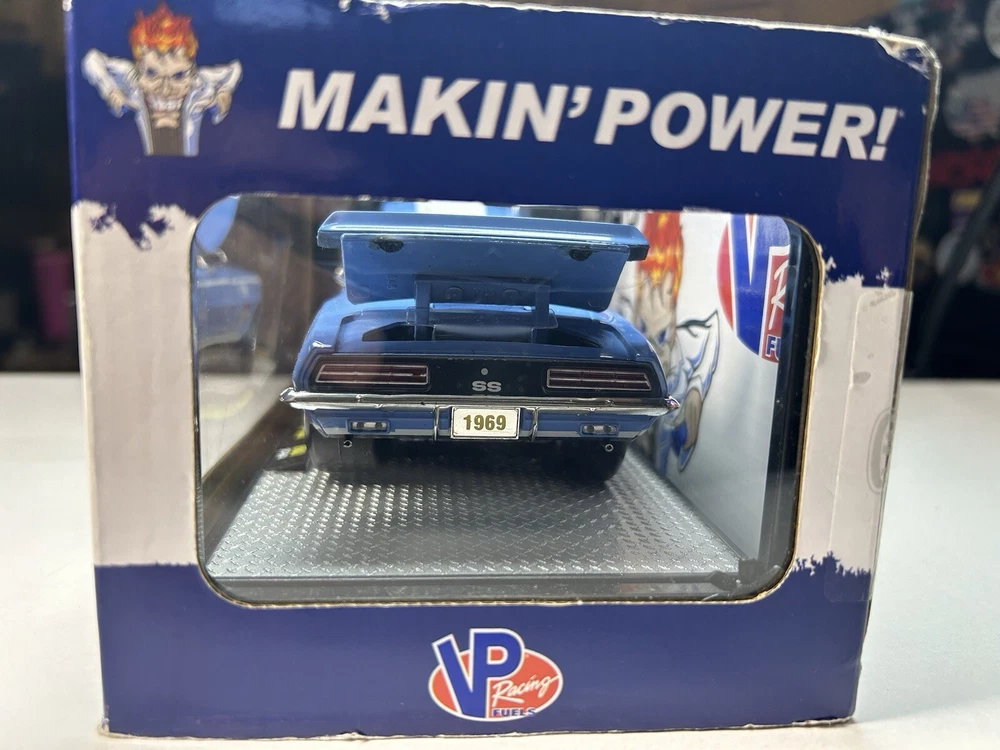 MAKIN' POWER!
SS
1969
VP
Racing
FUELS